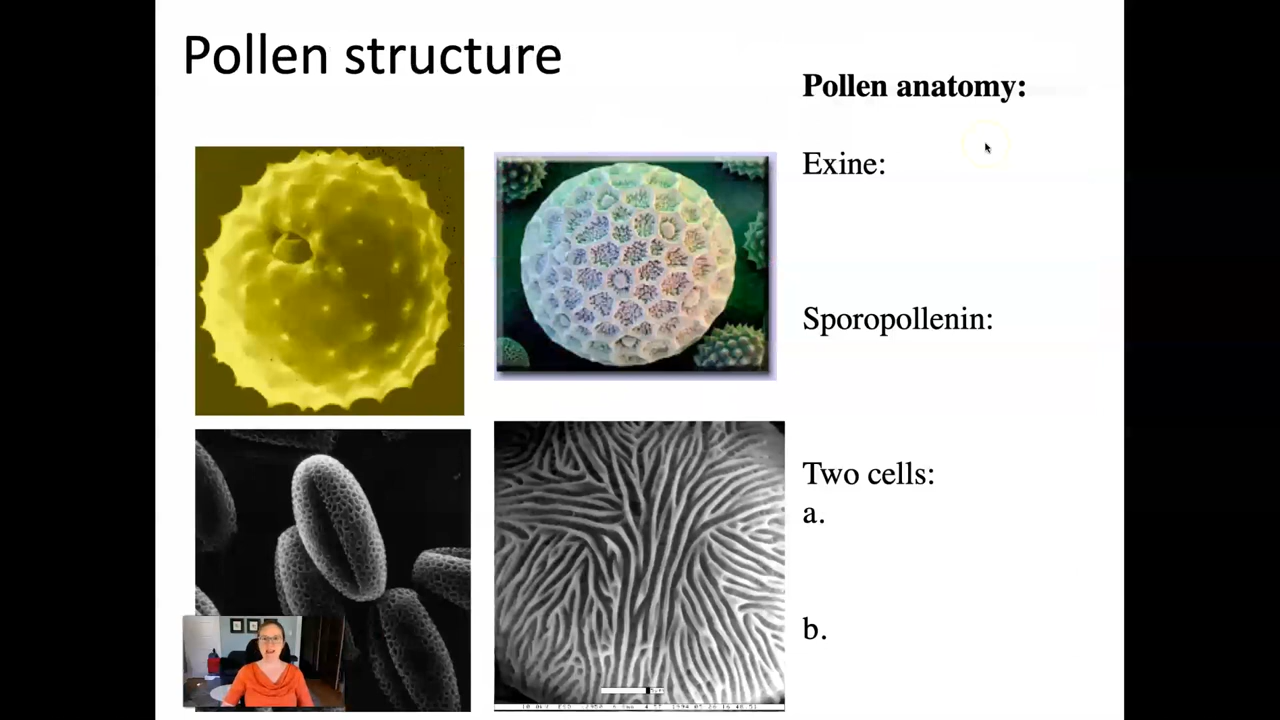 Pollen structure
Pollen anatomy:
Exine:
Sporopollenin:
Two cells:
a.
b.